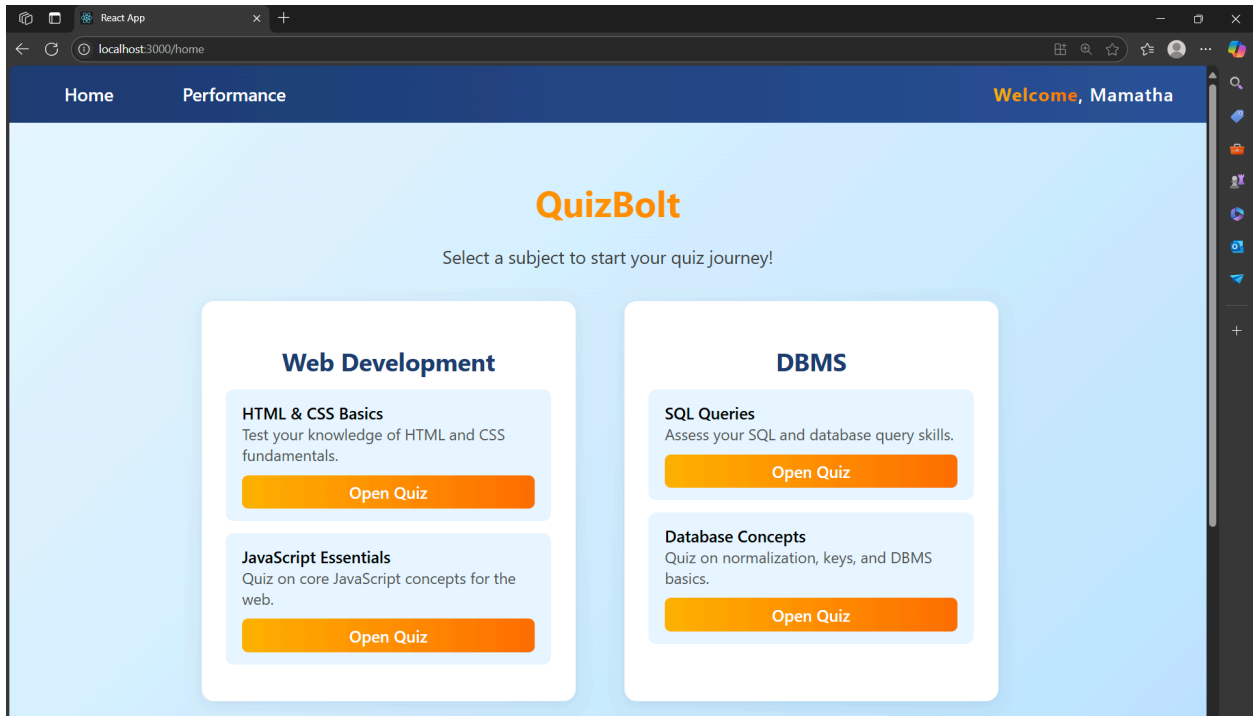 React App
localhost:3000/home
Home
Performance
Welcome, Mamatha
QuizBolt
Select a subject to start your quiz journey!
Web Development
HTML & CSS Basics
Test your knowledge of HTML and CSS
fundamentals.
Open Quiz
JavaScript Essentials
Quiz on core JavaScript concepts for the
web.
Open Quiz
DBMS
SQL Queries
Assess your SQL and database query skills.
Open Quiz
Database Concepts
Quiz on normalization, keys, and DBMS
basics.
Open Quiz